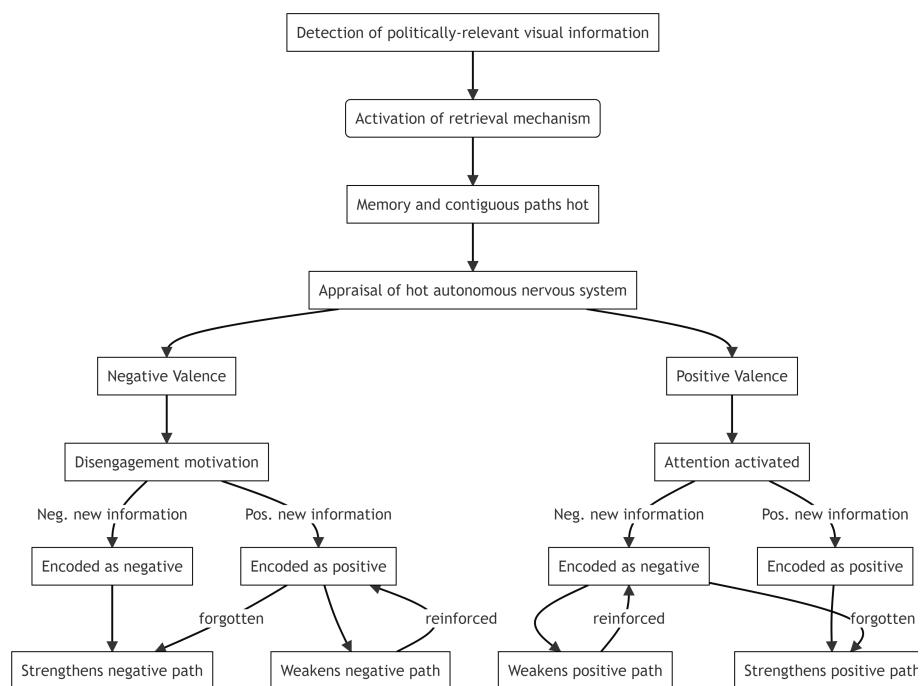 Detection of politically-relevant visual information
Activation of retrieval mechanism
Memory and contiguous paths hot
Appraisal of hot autonomous nervous system
Negative Valence
Positive Valence
Disengagement motivation
Attention activated
Neg. new information
Pos. new information
Neg. new information
Pos. new information
Encoded as negative
Encoded as positive
Encoded as negative
Encoded as positive
forgotten
reinforced
reinforced
forgotten
Strengthens negative path
Weakens negative path
Weakens positive path
Strengthens positive path